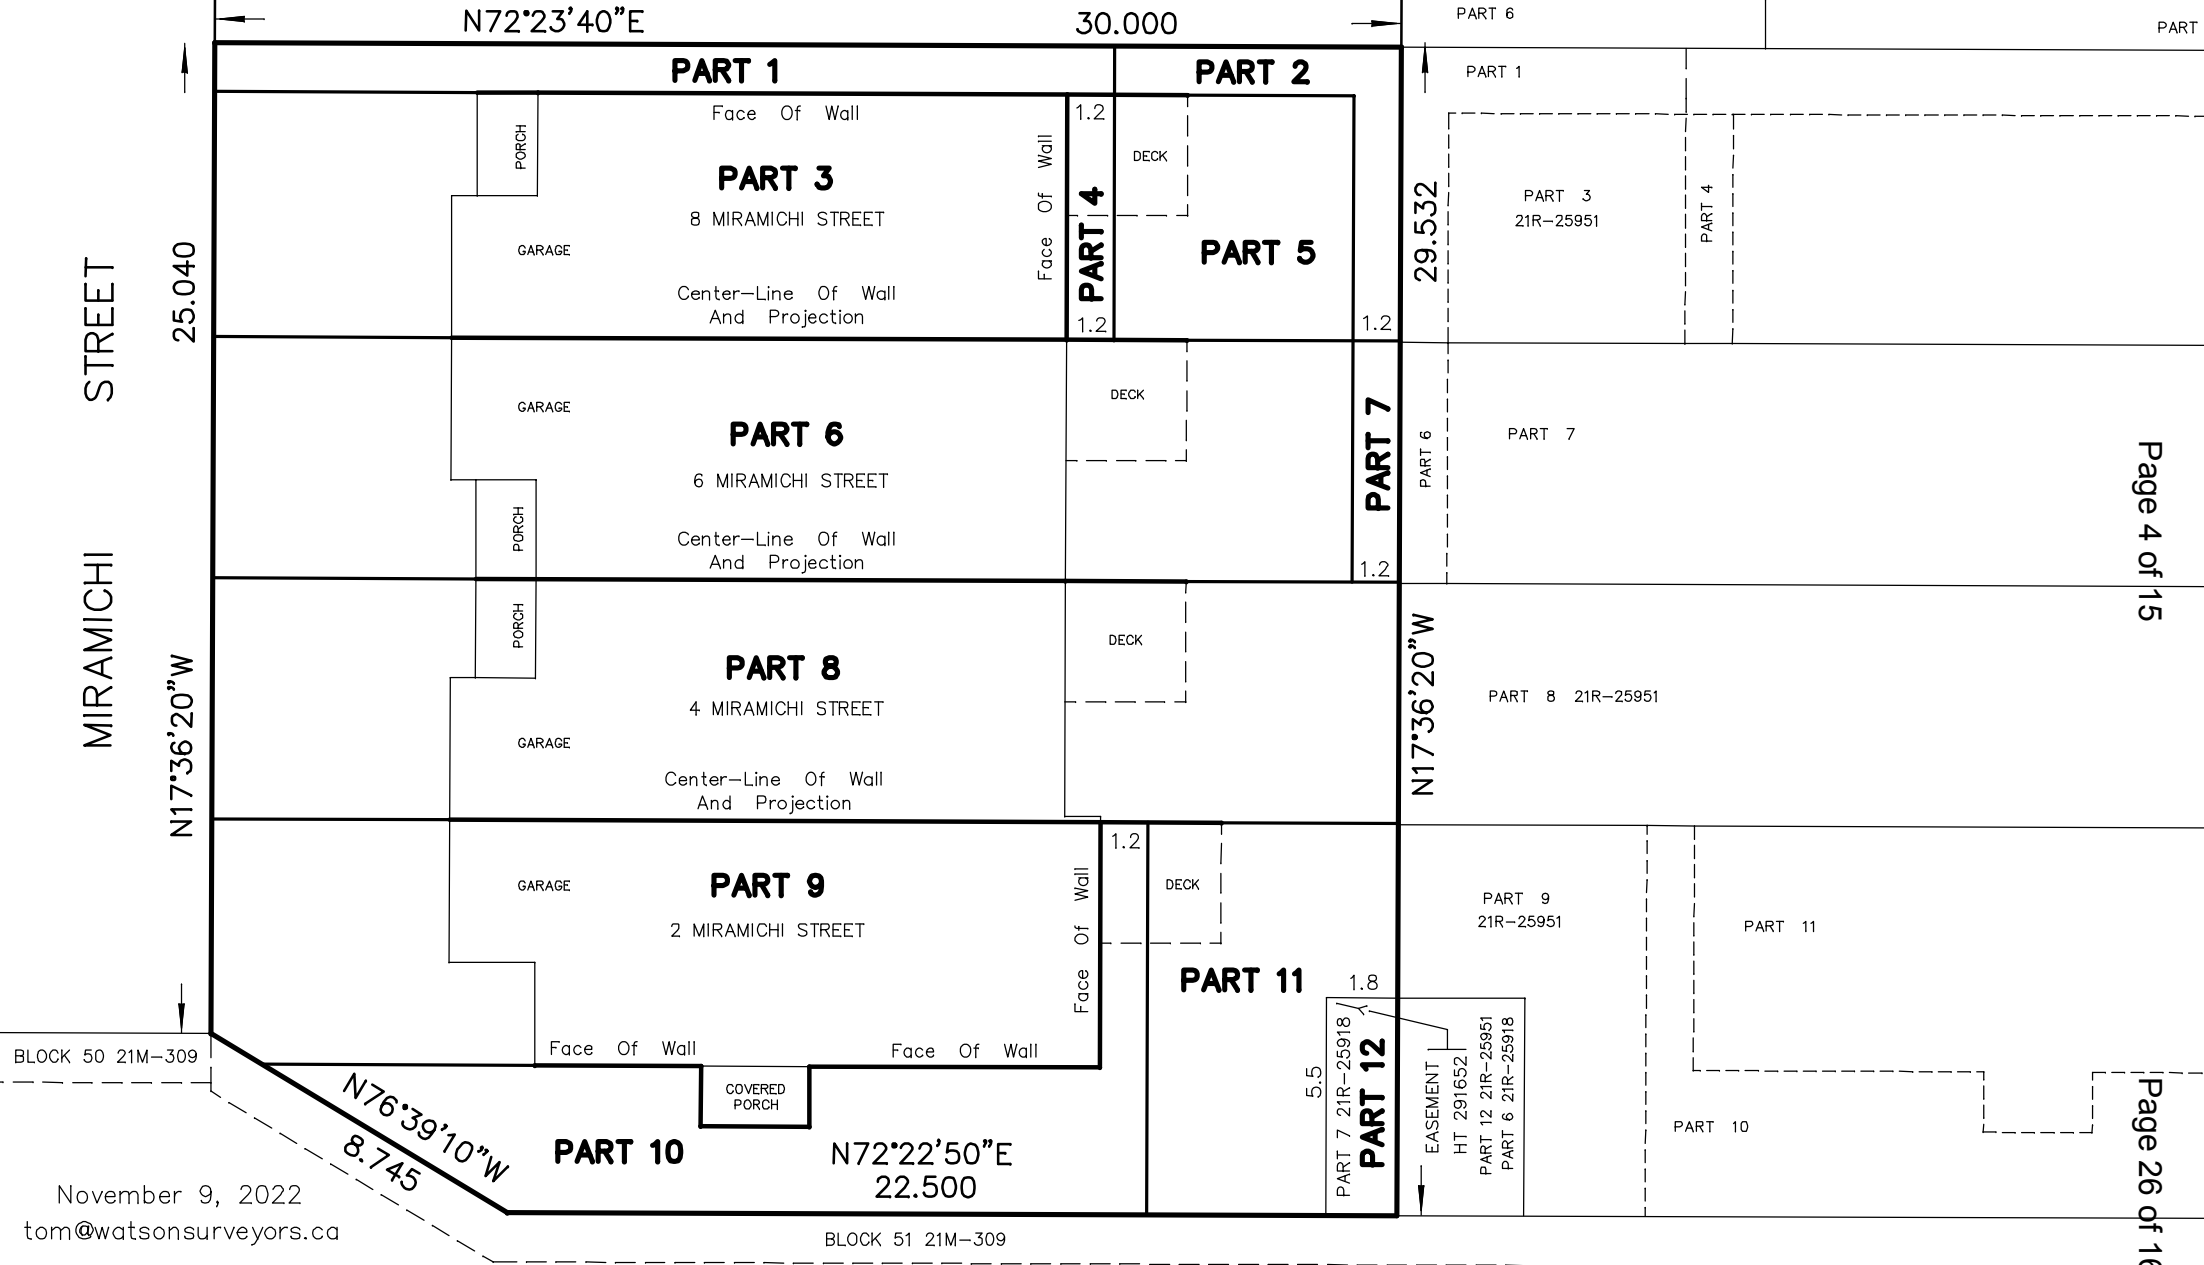 N72°23'40"E
30.000
PART 6
PART
PART 1
PART 2
PART 1
Face Of Wall
1.2
PORCH
Face Of Wall
DECK
PART 3
8 MIRAMICHI STREET
PART 4
GARAGE
PART 5
Center-Line Of Wall
And Projection
1.2
1.2
25.040
29.532
PART 3
21R-25951
PART 4
MIRAMICHI STREET
GARAGE
DECK
PART 6
6 MIRAMICHI STREET
PART 7
PART 6
PART 7
Page 4 of 15
PORCH
Center-Line Of Wall
And Projection
1.2
PORCH
DECK
PART 8
4 MIRAMICHI STREET
N17°36'20"W
N17°36'20"W
PART 8 21R-25951
GARAGE
Center-Line Of Wall
And Projection
1.2
GARAGE
PART 9
2 MIRAMICHI STREET
Face Of Wall
DECK
PART 9
21R-25951
PART 11
PART 11
1.8
BLOCK 50 21M-309
Face Of Wall
Face Of Wall
COVERED
PORCH
5.5
PART 7 21R-25918
PART 12
EASEMENT
HT 291652
PART 12 21R-25951
PART 6 21R-25918
PART 10
N76°39'10"W
8.745
PART 10
N72°22'50"E
22.500
Page 26 of 16
November 9, 2022
tom@watsonsurveyors.ca
BLOCK 51 21M-309